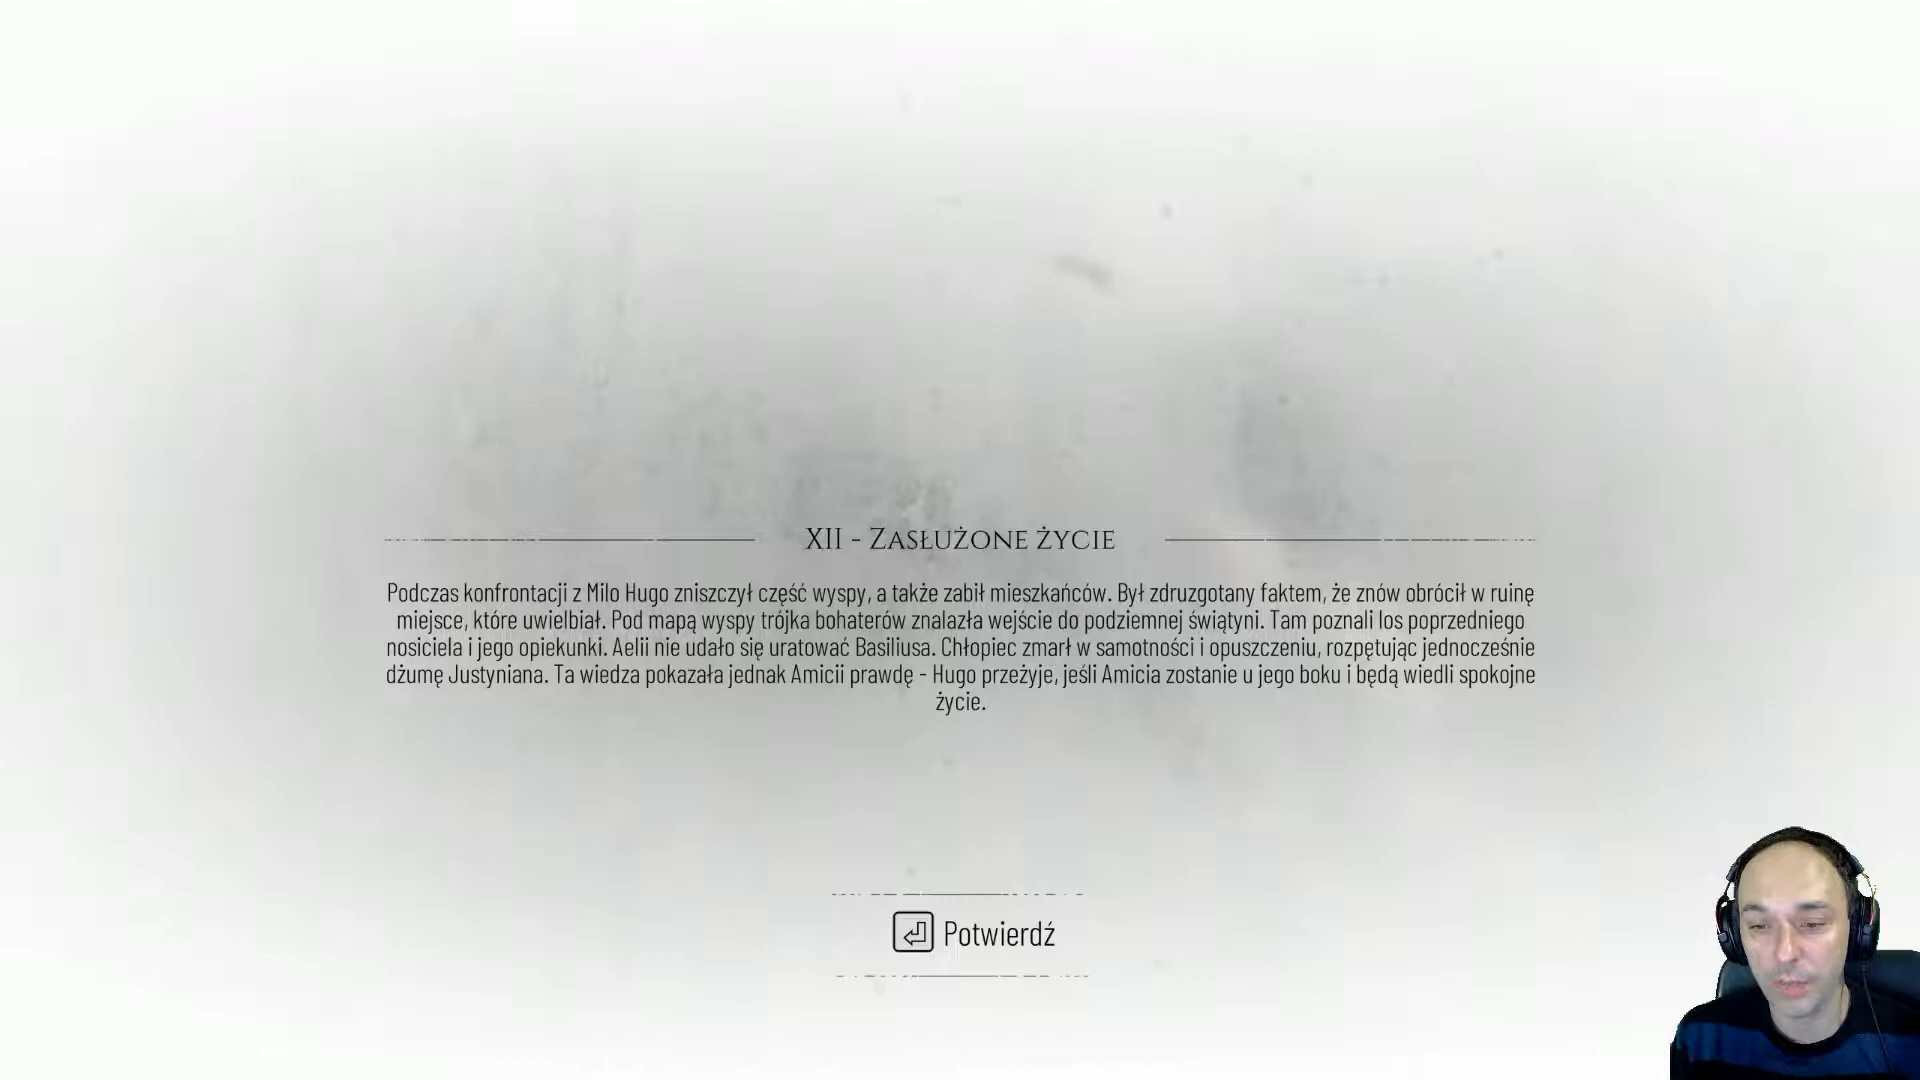 XII - Zasłużone życie
Podczas konfrontacji z Milo Hugo zniszczył część wyspy, a także zabił mieszkańców. Był zdruzgotany faktem, że znów obrócił w ruinę
miejsce, które uwielbiał. Pod mapą wyspy trójka bohaterów znalazła wejście do podziemnej świątyni. Tam poznali los poprzedniego
nosiciela i jego opiekunki. Aelii nie udało się uratować Basiliusa. Chłopiec zmarł w samotności i opuszczeniu, rozpętując jednocześnie
dżumę Justyniana. Ta wiedza pokazała jednak Amicii prawdę - Hugo przeżyje, jeśli Amicia zostanie u jego boku i będą wiedli spokojne
życie.
Potwierdź